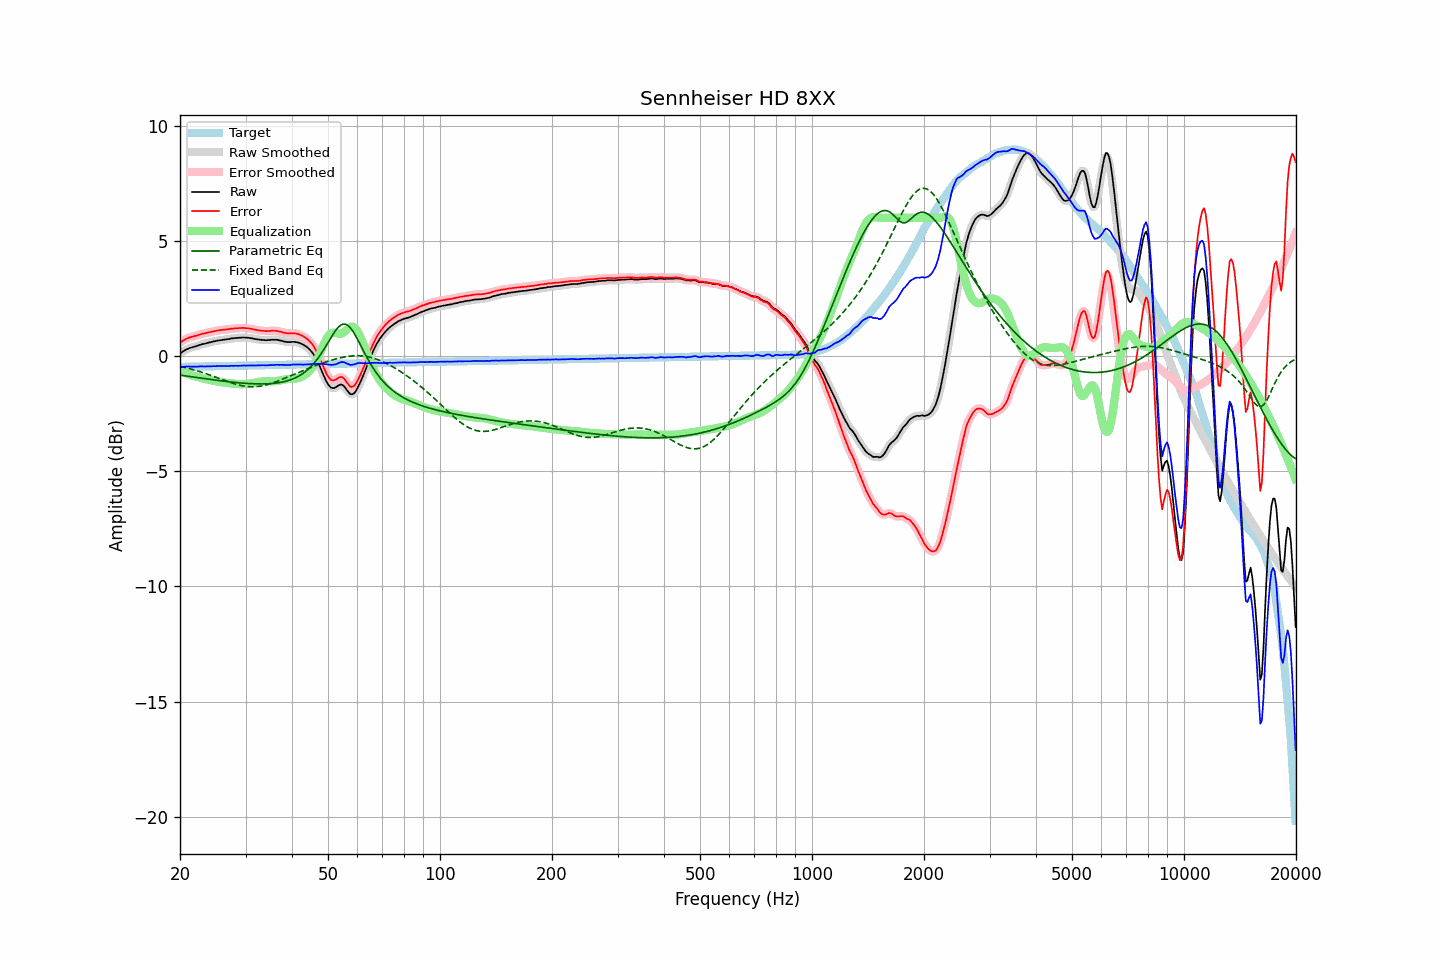 Sennheiser HD 8XX
Target
Raw Smoothed
Error Smoothed
Raw
Error
Equalization
Parametric Eq
Fixed Band Eq
Equalized
10
5
0
−5
−10
−15
−20
Amplitude (dBr)
20 50 100 200 500 1000 2000 5000 10000 20000
Frequency (Hz)